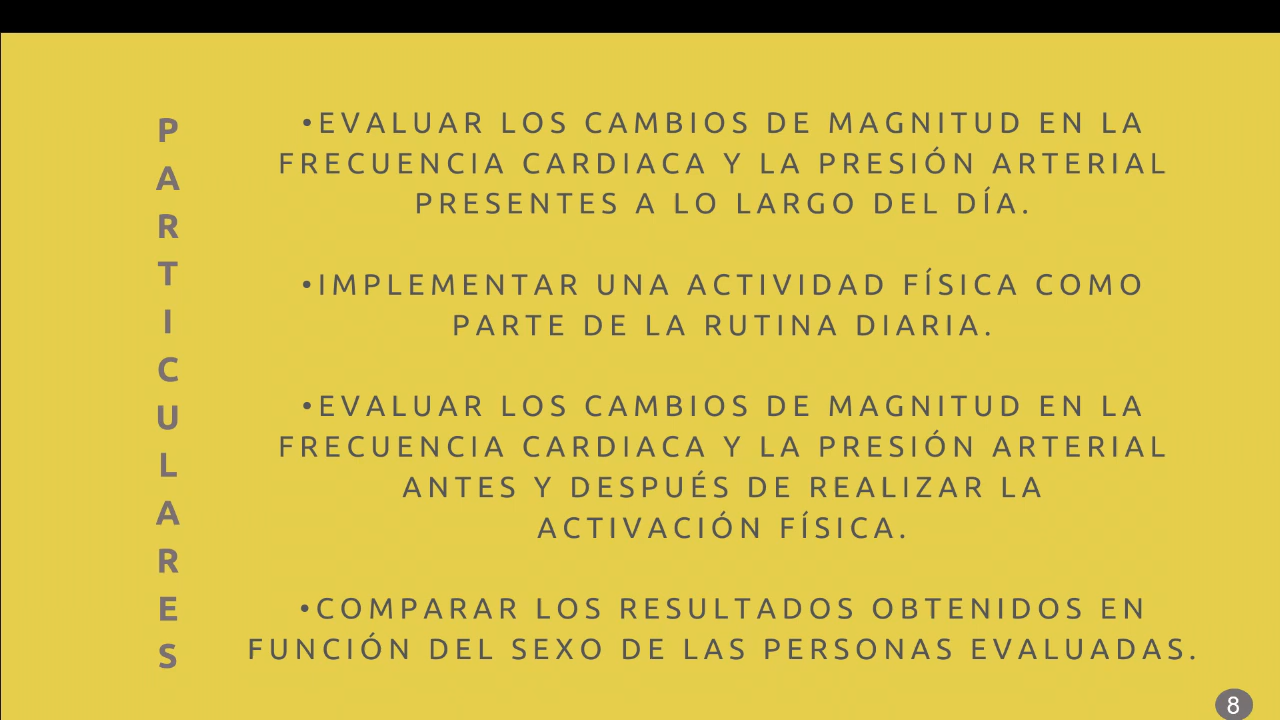 PARTICULARES
•EVALUAR LOS CAMBIOS DE MAGNITUD EN LA
FRECUENCIA CARDIACA Y LA PRESIÓN ARTERIAL
PRESENTES A LO LARGO DEL DÍA.
•IMPLEMENTAR UNA ACTIVIDAD FÍSICA COMO
PARTE DE LA RUTINA DIARIA.
•EVALUAR LOS CAMBIOS DE MAGNITUD EN LA
FRECUENCIA CARDIACA Y LA PRESIÓN ARTERIAL
ANTES Y DESPUÉS DE REALIZAR LA
ACTIVACIÓN FÍSICA.
•COMPARAR LOS RESULTADOS OBTENIDOS EN
FUNCIÓN DEL SEXO DE LAS PERSONAS EVALUADAS.
8